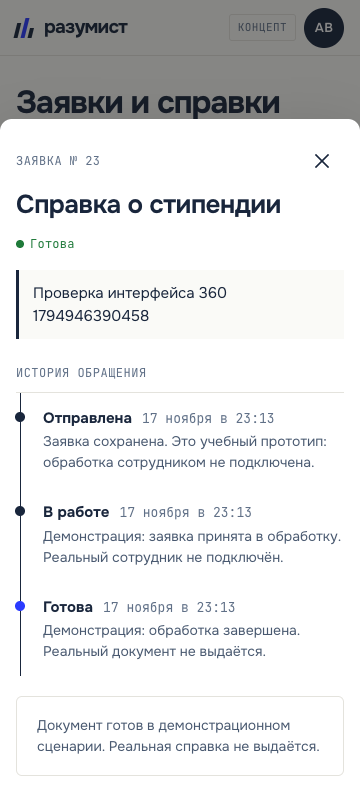 разумист
КОНЦЕПТ
АВ
Заявки и справки
ЗАЯВКА № 23
Справка о стипендии
Готова
Проверка интерфейса 360
1794946390458
ИСТОРИЯ ОБРАЩЕНИЯ
Отправлена 17 ноября в 23:13
Заявка сохранена. Это учебный прототип:
обработка сотрудником не подключена.
В работе 17 ноября в 23:13
Демонстрация: заявка принята в обработку.
Реальный сотрудник не подключён.
Готова 17 ноября в 23:13
Демонстрация: обработка завершена.
Реальный документ не выдаётся.
Документ готов в демонстрационном
сценарии. Реальная справка не выдаётся.